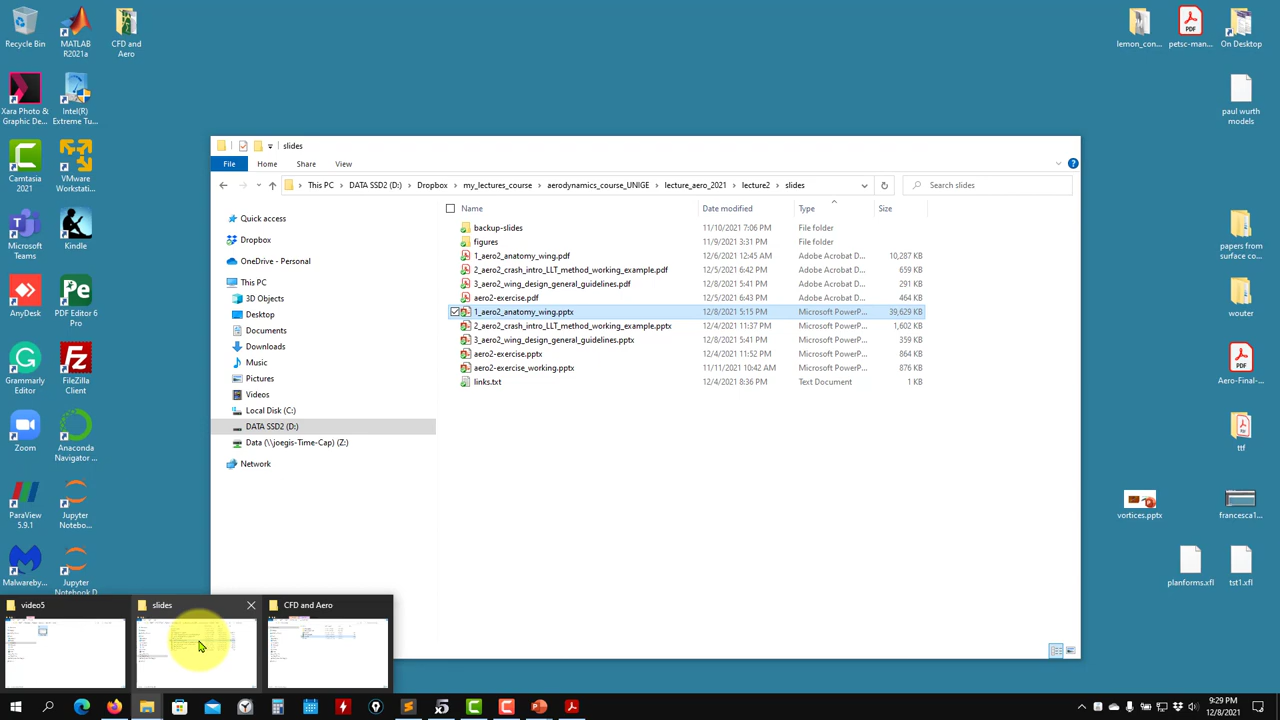 Recycle Bin
MATLAB R2021a
CFD and Aero
Xara Photo & Graphic De...
Intel(R) Extreme Tu...
Camtasia 2021
VMware Workstati...
Microsoft Teams
Kindle
AnyDesk
PDF Editor 6 Pro
Grammarly Editor
FileZilla Client
Zoom
Anaconda Navigator ...
ParaView 5.9.1
Jupyter Notebo...
Malwareby...
Jupyter Notebook D
lemon_con...
petsc-man...
On Desktop
paul wurth models
papers from surface co...
wouter
Aero-Final-...
ttf
vortices.pptx
francesca1...
planforms.xfl
tst1.xfl
slides
File Home Share View
This PC > DATA SSD2 (D:) > Dropbox > my_lectures_course > aerodynamics_course_UNIGE > lecture_aero_2021 > lecture2 > slides
Search slides
Quick access
Dropbox
OneDrive - Personal
This PC
3D Objects
Desktop
Documents
Downloads
Music
Pictures
Videos
Local Disk (C:)
DATA SSD2 (D:)
Data (\\joegis-Time-Cap) (Z:)
Network
Name Date modified Type Size
backup-slides 11/10/2021 7:06 PM File folder
figures 11/9/2021 3:31 PM File folder
1_aero2_anatomy_wing.pdf 12/6/2021 12:45 AM Adobe Acrobat D... 10,287 KB
2_aero2_crash_intro_LLT_method_working_example.pdf 12/5/2021 6:42 PM Adobe Acrobat D... 659 KB
3_aero2_wing_design_general_guidelines.pdf 12/8/2021 5:41 PM Adobe Acrobat D... 291 KB
aero2-exercise.pdf 12/5/2021 6:43 PM Adobe Acrobat D... 464 KB
1_aero2_anatomy_wing.pptx 12/8/2021 5:15 PM Microsoft PowerP... 39,629 KB
2_aero2_crash_intro_LLT_method_working_example.pptx 12/4/2021 11:37 PM Microsoft PowerP... 1,602 KB
3_aero2_wing_design_general_guidelines.pptx 12/8/2021 5:41 PM Microsoft PowerP... 359 KB
aero2-exercise.pptx 12/4/2021 11:52 PM Microsoft PowerP... 864 KB
aero2-exercise_working.pptx 11/11/2021 10:42 AM Microsoft PowerP... 876 KB
links.txt 12/4/2021 8:36 PM Text Document 1 KB
video5
slides
CFD and Aero
9:29 PM
12/8/2021